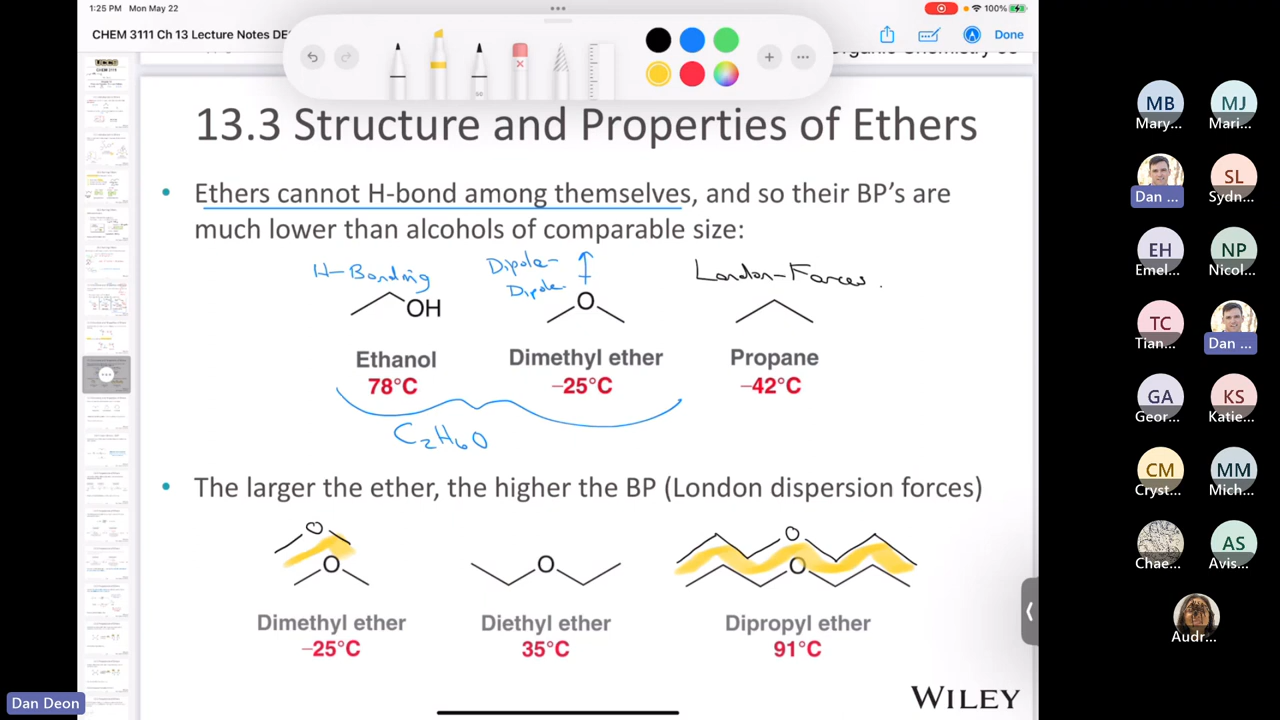 1:25 PM Mon May 22
100%
CHEM 3111 Ch 13 Lecture Notes DE
Done
13.3 Structure and Properties of Ethers
• Ethers cannot H-bond among themselves, and so their BP's are
much lower than alcohols of comparable size:
H-Bonding
Dipole-
Dipole
London-Forces.
OH
O
Ethanol
Dimethyl ether
Propane
78°C
–25°C
–42°C
C2H6O
• The larger the ether, the higher the BP (London dispersion forces)
O
O
O
O
O
Dimethyl ether
Diethyl ether
Dipropyl ether
–25°C
35°C
91°C
WILEY
Dan Deon
MB
Mary...
MJ
Mari...
Dan ...
SL
Sydn...
EH
Emel...
NP
Nicol...
TC
Tian...
Dan ...
GA
Geor...
KS
Katie...
CM
Cryst...
MM
Mich...
Chae...
AS
Avis...
Audr...